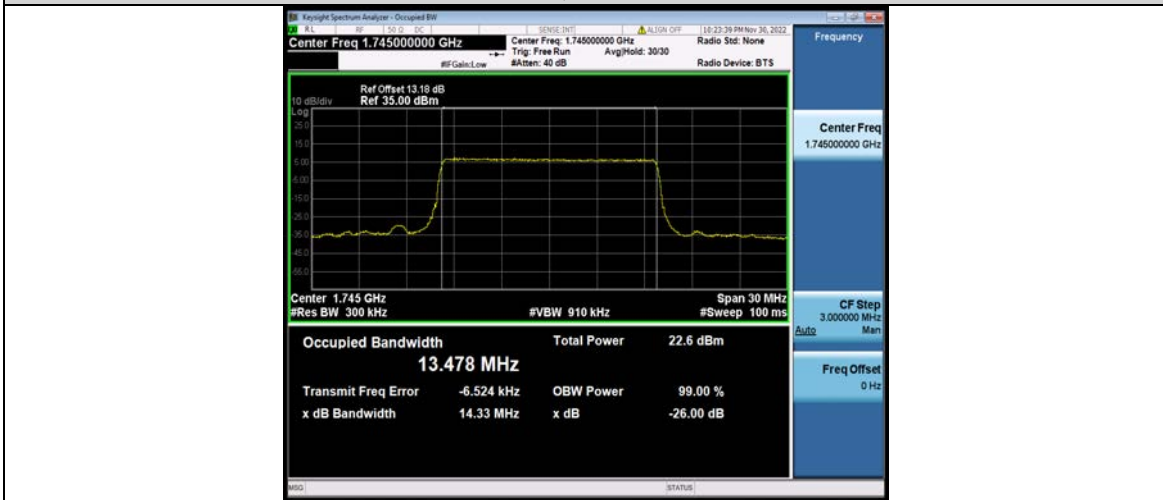 Keysight Spectrum Analyzer - Occupied BW
RL RF 50 Ω DC SENSE:INT ALIGN OFF 10:23:39 PM Nov 30, 2022
Center Freq 1.745000000 GHz Center Freq: 1.745000000 GHz Radio Std: None
Trig: Free Run Avg|Hold: 30/30
#IFGain:Low #Atten: 40 dB Radio Device: BTS
Frequency
Ref Offset 13.18 dB
10 dB/div Ref 35.00 dBm
Log
25.0
15.0
5.00
-5.00
-15.0
-25.0
-35.0
-45.0
-55.0
Center 1.745 GHz Span 30 MHz
#Res BW 300 kHz #VBW 910 kHz #Sweep 100 ms
Center Freq
1.745000000 GHz
CF Step
3.000000 MHz
Auto Man
Freq Offset
0 Hz
Occupied Bandwidth Total Power 22.6 dBm
13.478 MHz
Transmit Freq Error -6.524 kHz OBW Power 99.00 %
x dB Bandwidth 14.33 MHz x dB -26.00 dB
MSG STATUS